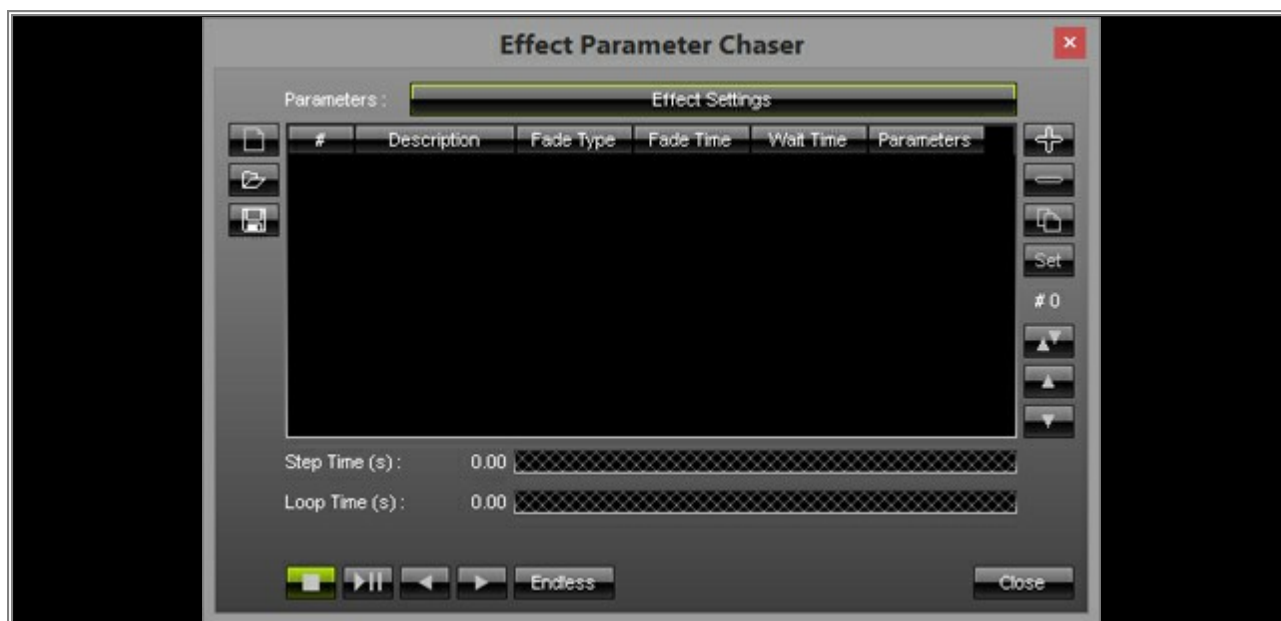 Effect Parameter Chaser
Parameters : Effect Settings
# Description Fade Type Fade Time Wait Time Parameters
Set
# 0
Step Time (s) : 0.00
Loop Time (s) : 0.00
Endless Close